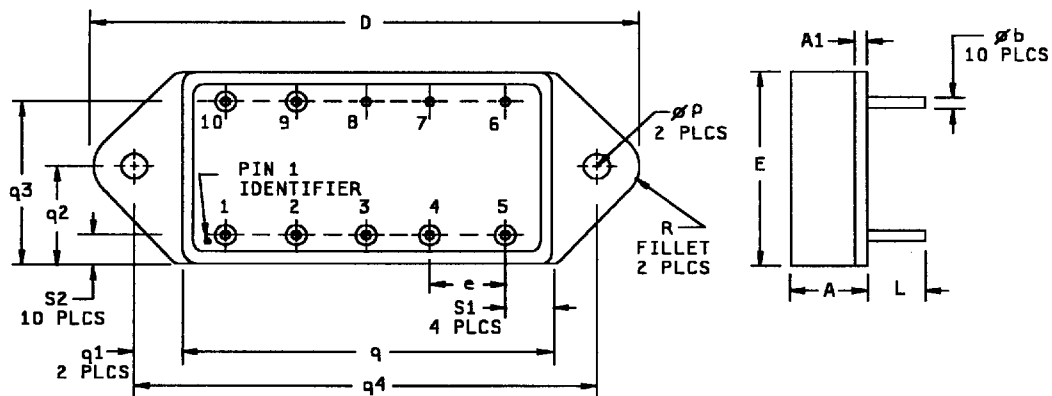 D
A1
øb
10 PLCS
10
9
8
7
6
øp
2 PLCS
q3
q2
E
PIN 1
IDENTIFIER
1
2
3
4
5
R
FILLET
2 PLCS
e
S1
4 PLCS
A
L
S2
10 PLCS
q1
2 PLCS
q
q4